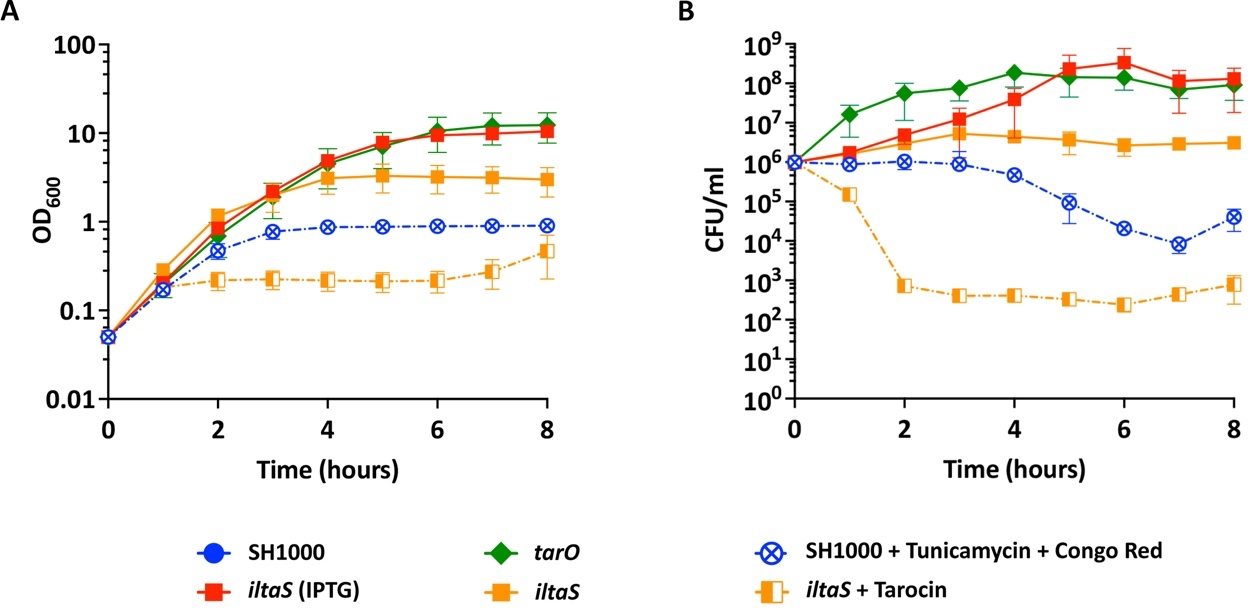 A
B
100
10
1
0.1
0.01
OD600
0 2 4 6 8
Time (hours)
10^9
10^8
10^7
10^6
10^5
10^4
10^3
10^2
10^1
10^0
CFU/ml
0 2 4 6 8
Time (hours)
SH1000
tarO
SH1000 + Tunicamycin + Congo Red
iltaS (IPTG)
iltaS
iltaS + Tarocin